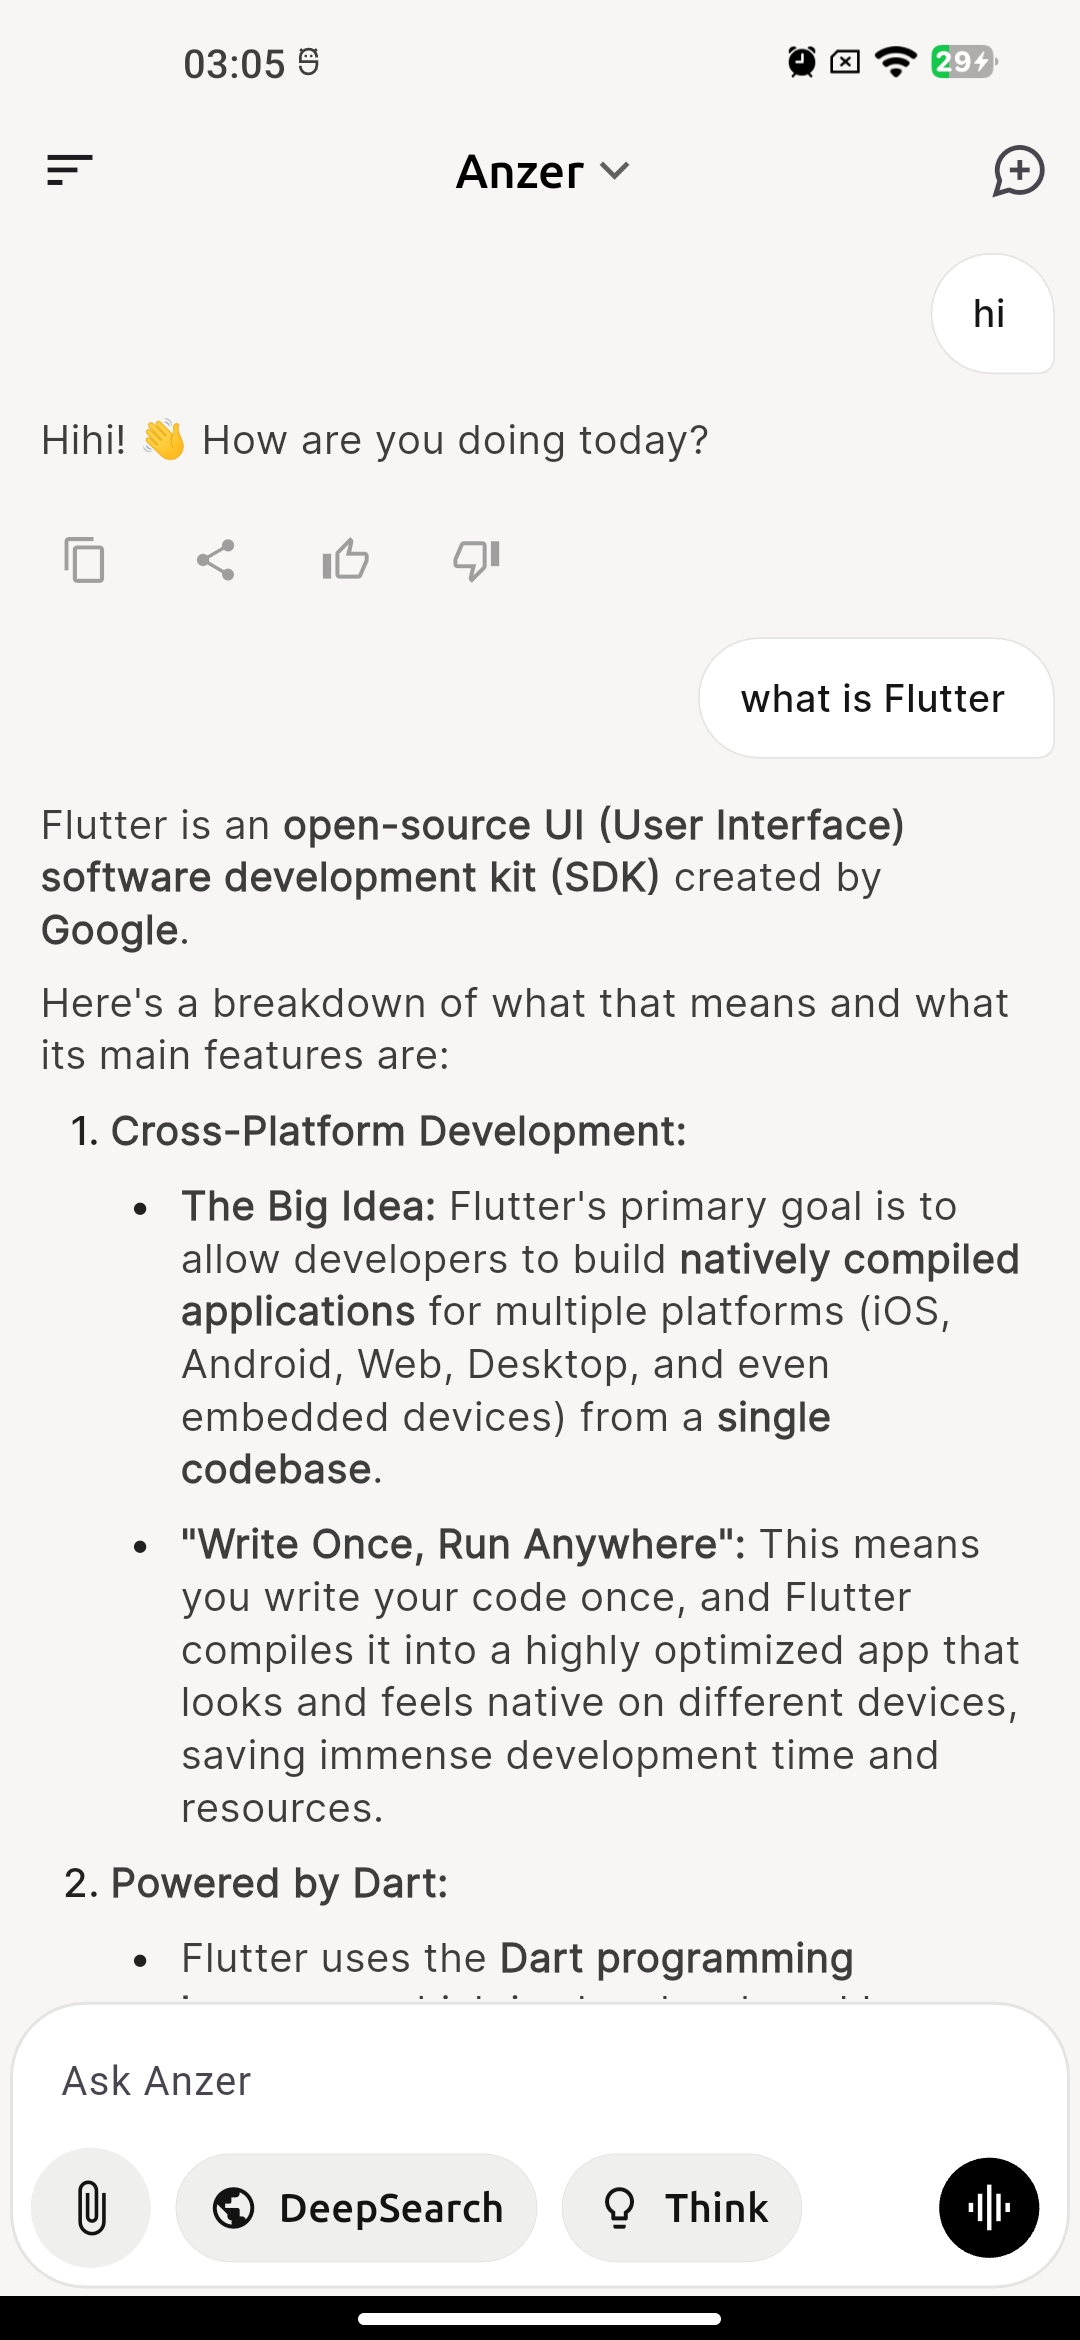 03:05
29
Anzer
hi
Hihi! 👋 How are you doing today?
what is Flutter
Flutter is an open-source UI (User Interface)
software development kit (SDK) created by
Google.
Here's a breakdown of what that means and what
its main features are:
1. Cross-Platform Development:
• The Big Idea: Flutter's primary goal is to
allow developers to build natively compiled
applications for multiple platforms (iOS,
Android, Web, Desktop, and even
embedded devices) from a single
codebase.
• "Write Once, Run Anywhere": This means
you write your code once, and Flutter
compiles it into a highly optimized app that
looks and feels native on different devices,
saving immense development time and
resources.
2. Powered by Dart:
• Flutter uses the Dart programming
Ask Anzer
DeepSearch
Think